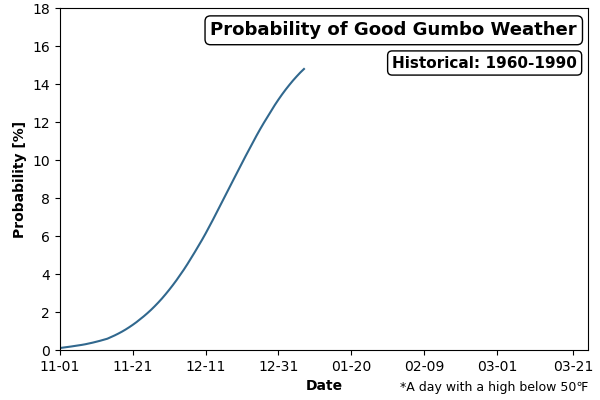 Probability of Good Gumbo Weather
Historical: 1960-1990
Probability [%]
18
16
14
12
10
8
6
4
2
0
11-01 11-21 12-11 12-31 01-20 02-09 03-01 03-21
Date
*A day with a high below 50°F